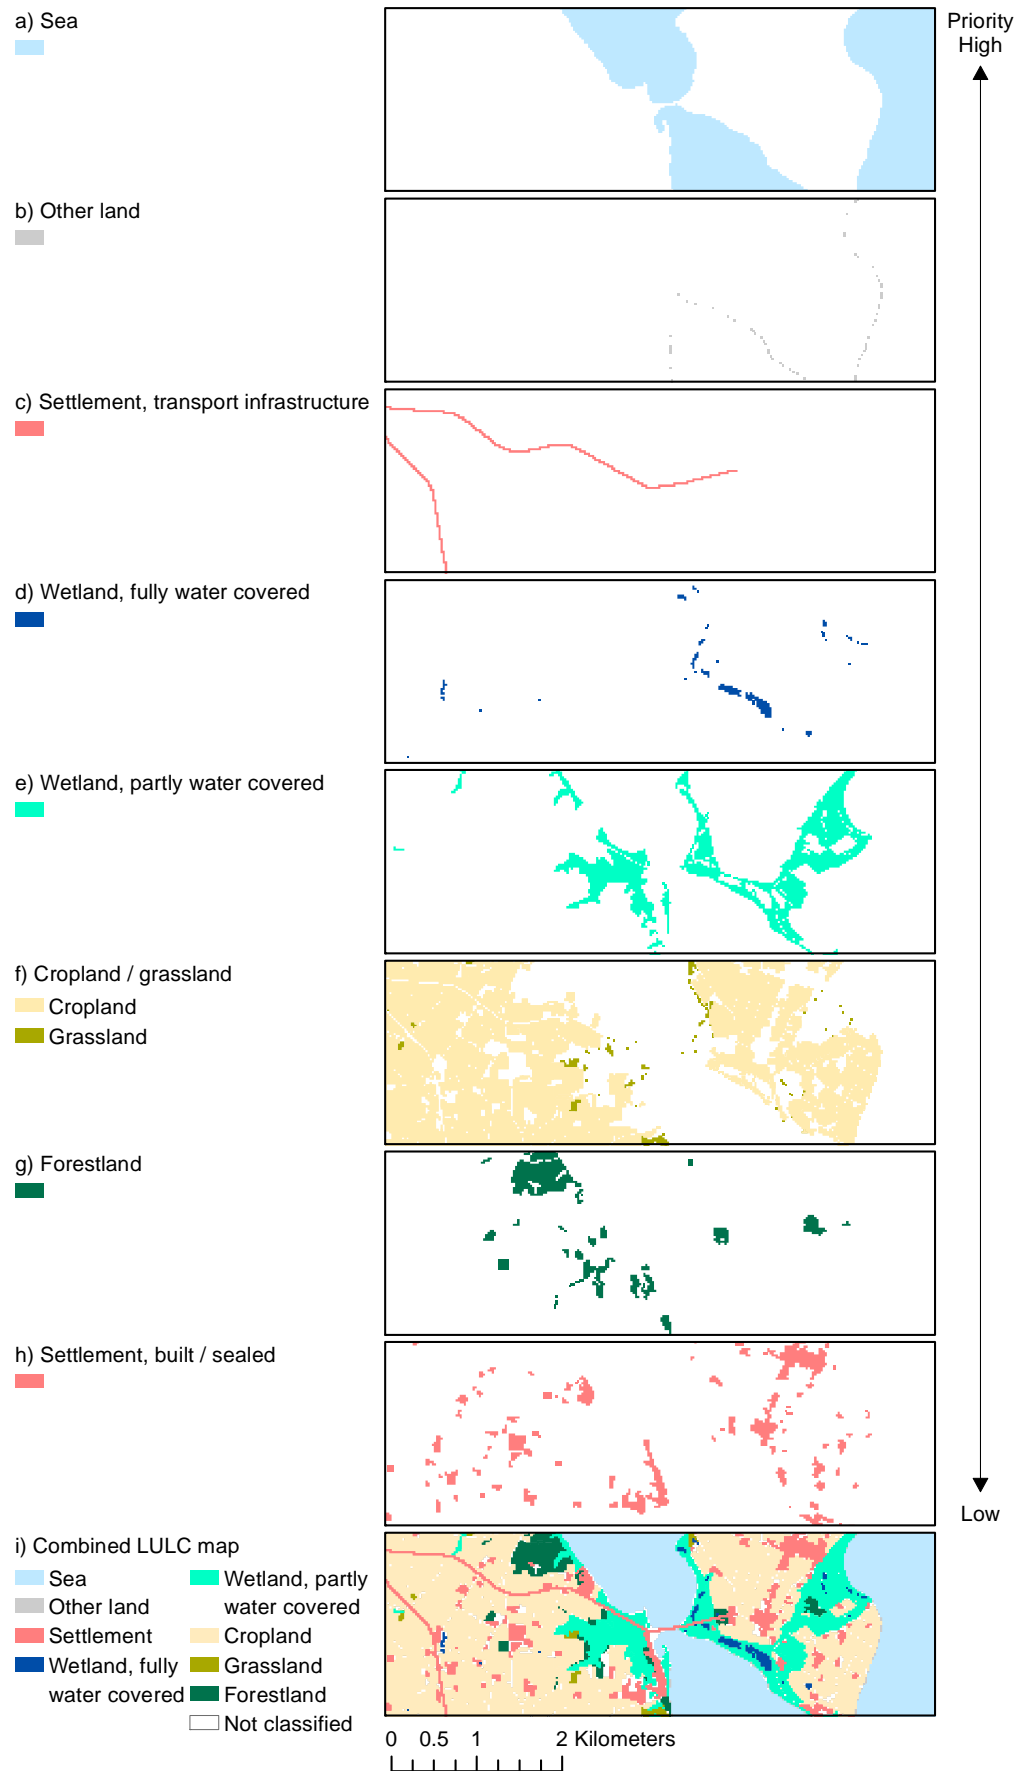 a) Sea
Priority
High
b) Other land
c) Settlement, transport infrastructure
d) Wetland, fully water covered
e) Wetland, partly water covered
f) Cropland / grassland
Cropland
Grassland
g) Forestland
h) Settlement, built / sealed
Low
i) Combined LULC map
Sea
Other land
Settlement
Wetland, fully
water covered
Wetland, partly
water covered
Cropland
Grassland
Forestland
Not classified
0 0.5 1 2 Kilometers